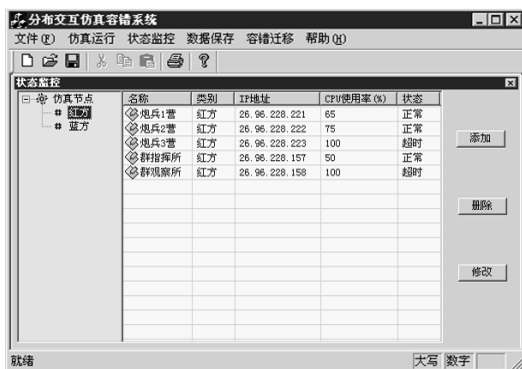 分布交互仿真容错系统
文件(F) 仿真运行 状态监控 数据保存 容错迁移 帮助(H)
状态监控
仿真节点
红方
蓝方
名称 类别 IP地址 CPU使用率(%) 状态
炮兵1营 红方 26.96.228.221 65 正常
炮兵2营 红方 26.96.228.222 75 正常
炮兵3营 红方 26.96.228.223 100 超时
群指挥所 红方 26.96.228.157 50 正常
群观察所 红方 26.96.228.158 100 超时
添加
删除
修改
就绪 大写 数字